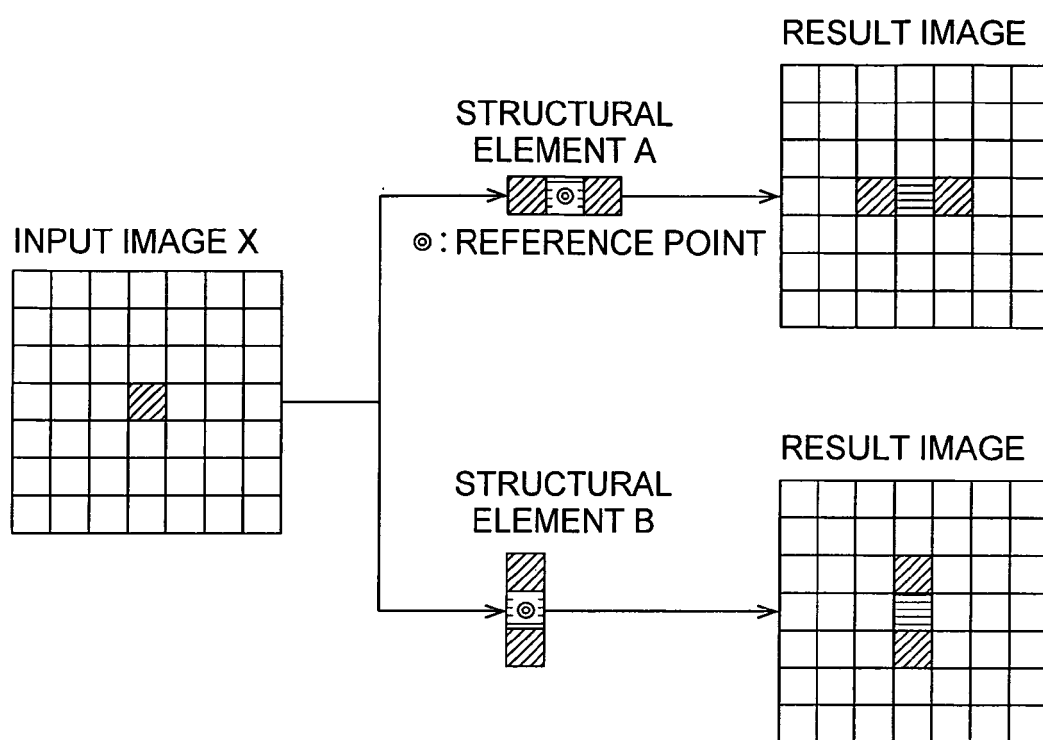 RESULT IMAGE
STRUCTURAL
ELEMENT A
◎ : REFERENCE POINT
INPUT IMAGE X
RESULT IMAGE
STRUCTURAL
ELEMENT B